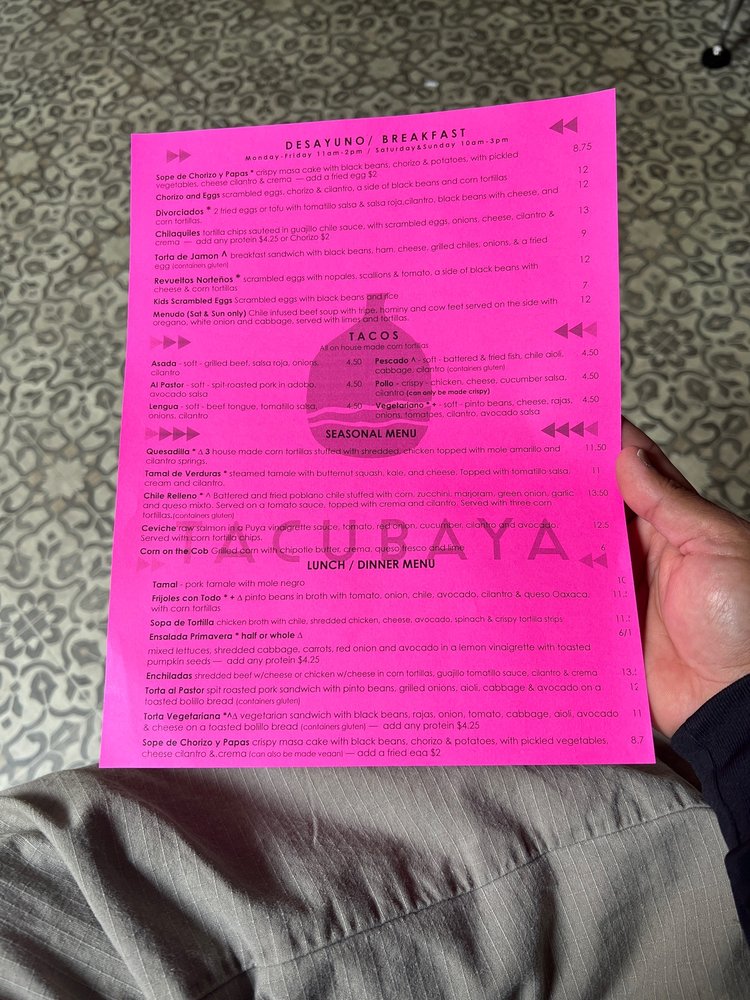 DESAYUNO/ BREAKFAST
Monday-Friday 11am-2pm / Saturday&Sunday 10am-3pm
Sope de Chorizo y Papas * crispy masa cake with black beans, chorizo & potatoes, with pickled 8.75
vegetables, cheese cilantro & crema — add a fried egg $2
Chorizo and Eggs scrambled eggs, chorizo & cilantro, a side of black beans and corn tortillas 12
Divorciados * 2 fried eggs or tofu with tomatillo salsa & salsa roja,cilantro, black beans with cheese, and 12
corn tortillas.
Chilaquiles tortilla chips sauteed in guajillo chile sauce, with scrambled eggs, onions, cheese, cilantro & 13
crema — add any protein $4.25 or Chorizo $2
Torta de Jamon ^ breakfast sandwich with black beans, ham, cheese, grilled chiles, onions, & a fried 9
egg (containers gluten)
Revueltos Norteños * scrambled eggs with nopales, scallions & tomato, a side of black beans with 12
cheese & corn tortillas
Kids Scrambled Eggs Scrambled eggs with black beans and rice 7
Menudo (Sat & Sun only) Chile infused beef soup with tripe, hominy and cow feet served on the side with 12
oregano, white onion and cabbage, served with limes and tortillas.
TACOS
All on house made corn tortillas
Asada - soft - grilled beef, salsa roja, onions, 4.50
cilantro
Al Pastor - soft - spit-roasted pork in adobo, 4.50
avocado salsa
Lengua - soft - beef tongue, tomatillo salsa, 4.50
onions, cilantro
Pescado ^ - soft - battered & fried fish, chile aioli, 4.50
cabbage, cilantro (containers gluten)
Pollo - crispy - chicken, cheese, cucumber salsa, 4.50
cilantro (can only be made crispy)
Vegetariano * + - soft - pinto beans, cheese, rajas, 4.50
onions, tomatoes, cilantro, avocado salsa
SEASONAL MENU
Quesadilla * Δ 3 house made corn tortillas stuffed with shredded, chicken topped with mole amarillo and 11.50
cilantro springs.
Tamal de Verduras * steamed tamale with butternut squash, kale, and cheese. Topped with tomatillo salsa, 11
cream and cilantro.
Chile Relleno * ^ Battered and fried poblano chile stuffed with corn, zucchini, marjoram, green onion, garlic 13.50
and queso mixto. Served on a tomato sauce, topped with crema and cilantro. Served with three corn
tortillas.(containers gluten)
Ceviche raw salmon in a Puya vinaigrette sauce, tomato, red onion, cucumber, cilantro and avocado. 12.5
Served with corn tortilla chips.
Corn on the Cob Grilled corn with chipotle butter, crema, queso fresco and lime 6
TACUBAYA
LUNCH / DINNER MENU
Tamal - pork tamale with mole negro
Frijoles con Todo * + Δ pinto beans in broth with tomato, onion, chile, avocado, cilantro & queso Oaxaca, 11.
with corn tortillas
Sopa de Tortilla chicken broth with chile, shredded chicken, cheese, avocado, spinach & crispy tortilla strips 11.
Ensalada Primavera * half or whole Δ 6/1
mixed lettuces, shredded cabbage, carrots, red onion and avocado in a lemon vinaigrette with toasted
pumpkin seeds — add any protein $4.25
Enchiladas shredded beef w/cheese or chicken w/cheese in corn tortillas, guajillo tomatillo sauce, cilantro & crema 13.
Torta al Pastor spit roasted pork sandwich with pinto beans, grilled onions, aioli, cabbage & avocado on a 12
toasted bolillo bread (containers gluten)
Torta Vegetariana *^Δ vegetarian sandwich with black beans, rajas, onion, tomato, cabbage, aioli, avocado 11
& cheese on a toasted bolillo bread (containers gluten) — add any protein $4.25
Sope de Chorizo y Papas crispy masa cake with black beans, chorizo & potatoes, with pickled vegetables, 8.7
cheese cilantro & crema (can also be made vegan) — add a fried egg $2